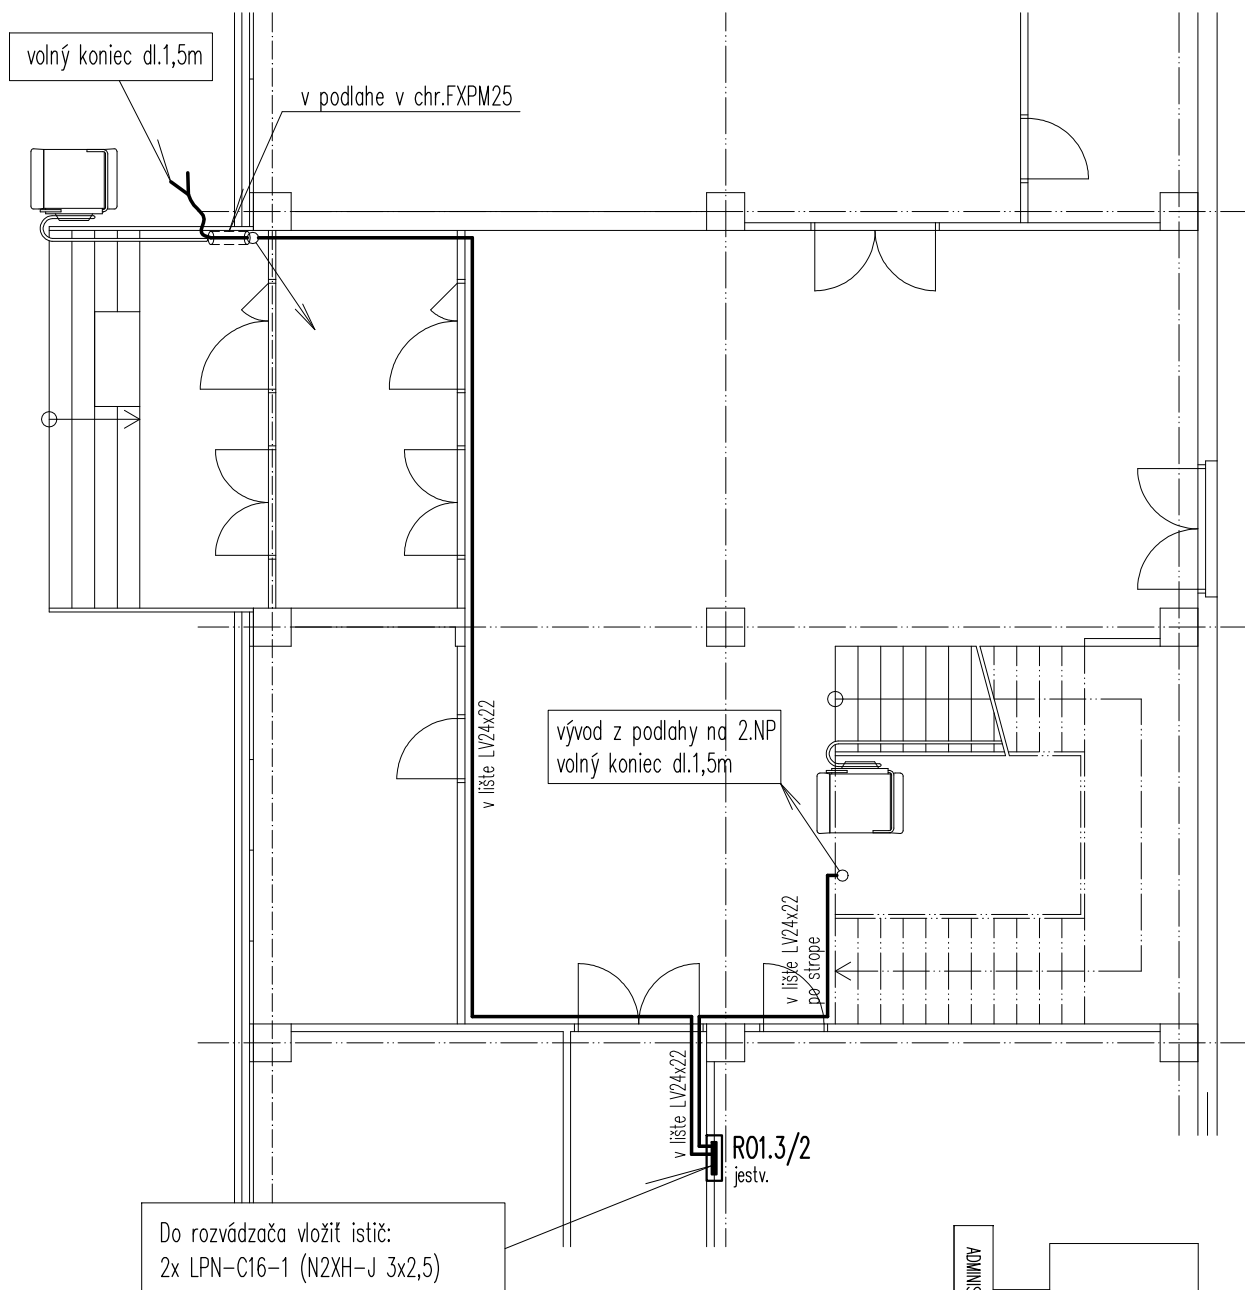 volný koniec dl.1,5m
v podlahe v chr.FXPM25
v lište LV24x22
vývod z podlahy na 2.NP
volný koniec dl.1,5m
v lište LV24x22
po strope
v lište LV24x22
R01.3/2
jestv.
Do rozvádzača vložiť istič:
2x LPN-C16-1 (N2XH-J 3x2,5)
ADMINIS